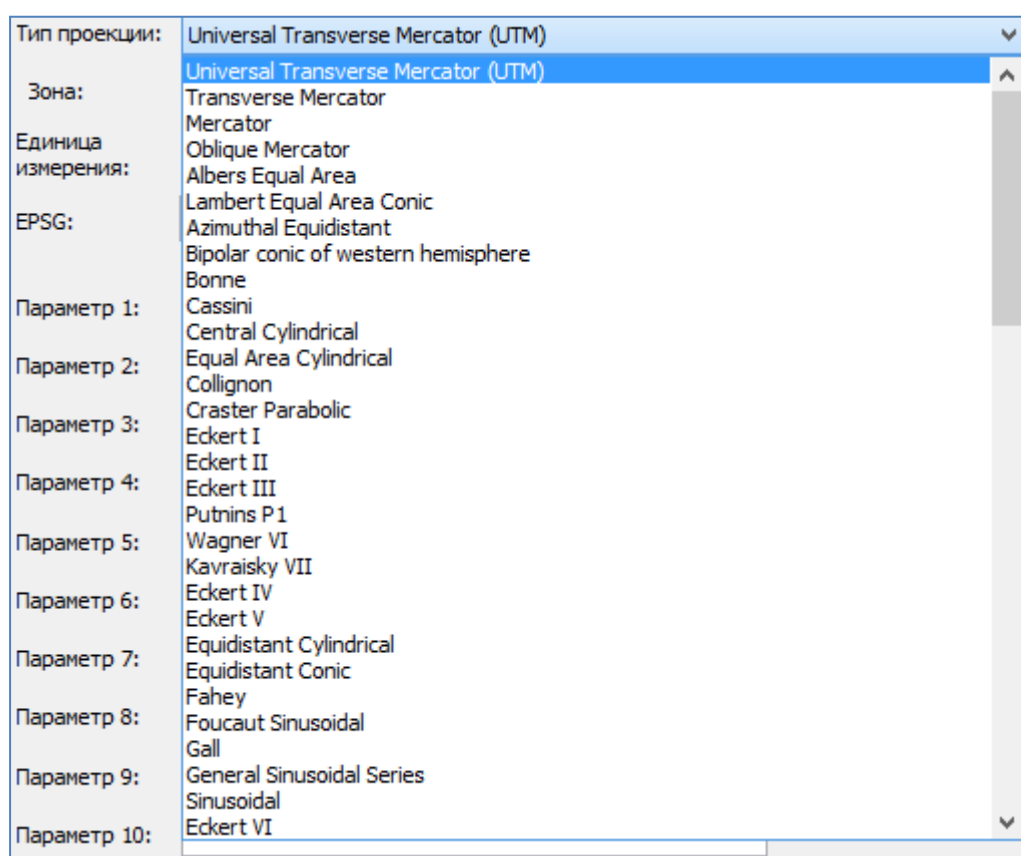 Тип проекции: Universal Transverse Mercator (UTM)
Universal Transverse Mercator (UTM)
Зона:
Transverse Mercator
Mercator
Единица
измерения:
Oblique Mercator
Albers Equal Area
Lambert Equal Area Conic
EPSG:
Azimuthal Equidistant
Bipolar conic of western hemisphere
Bonne
Параметр 1:
Cassini
Central Cylindrical
Параметр 2:
Equal Area Cylindrical
Collignon
Параметр 3:
Craster Parabolic
Eckert I
Eckert II
Параметр 4:
Eckert III
Putnins P1
Параметр 5:
Wagner VI
Kavraisky VII
Параметр 6:
Eckert IV
Eckert V
Параметр 7:
Equidistant Cylindrical
Equidistant Conic
Fahey
Параметр 8:
Foucaut Sinusoidal
Gall
Параметр 9:
General Sinusoidal Series
Sinusoidal
Параметр 10:
Eckert VI